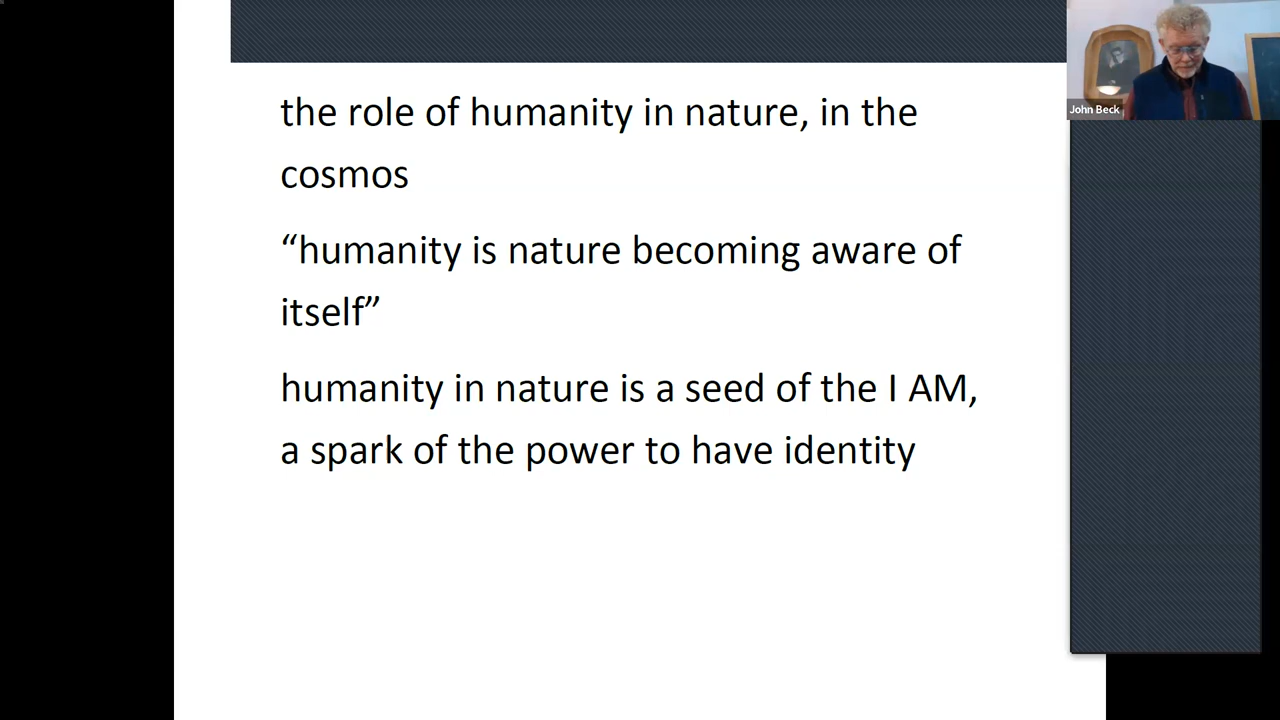 the role of humanity in nature, in the
cosmos
“humanity is nature becoming aware of
itself”
humanity in nature is a seed of the I AM,
a spark of the power to have identity
John Beck